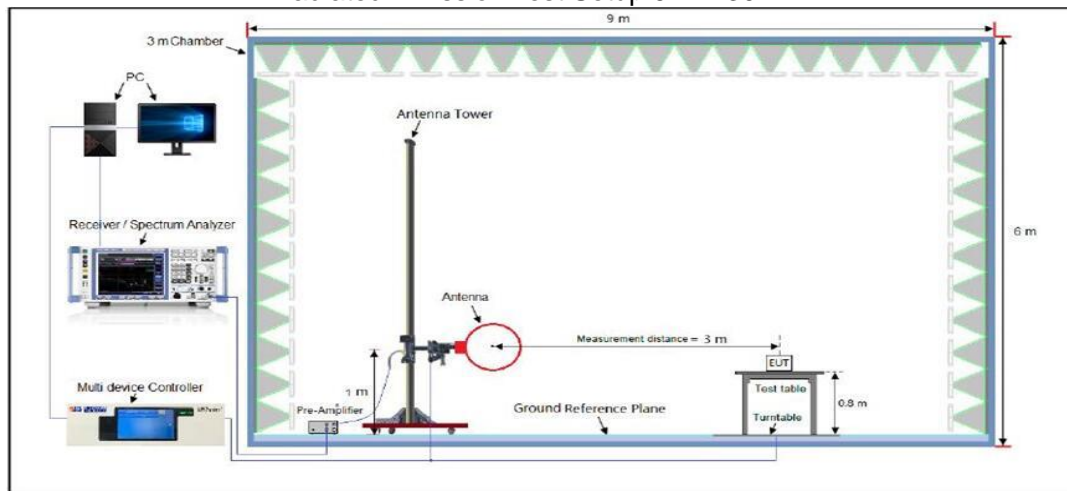 9 m
3 m Chamber
PC
Antenna Tower
Receiver / Spectrum Analyzer
6 m
Antenna
Measurement distance = 3 m
EUT
1 m
Test table
0.8 m
Multi device Controller
Pre-Amplifier
Ground Reference Plane
Turntable